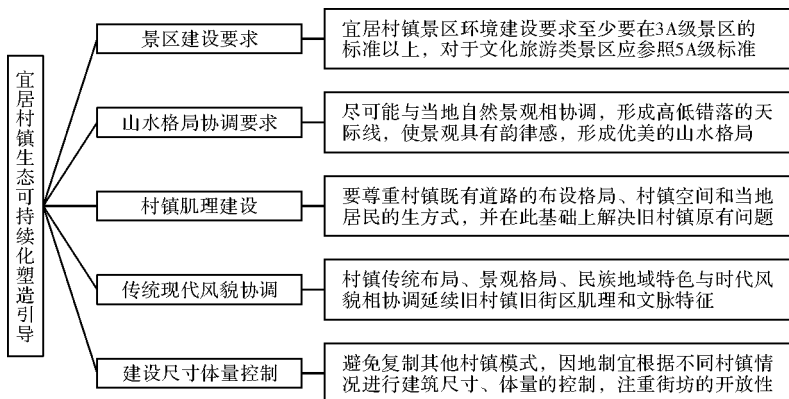 宜居村镇生态可持续化塑造引导
景区建设要求
宜居村镇景区环境建设要求至少要在3A级景区的
标准以上，对于文化旅游类景区应参照5A级标准
山水格局协调要求
尽可能与当地自然景观相协调，形成高低错落的天
际线，使景观具有韵律感，形成优美的山水格局
村镇肌理建设
要尊重村镇既有道路的布设格局、村镇空间和当地
居民的生方式，并在此基础上解决旧村镇原有问题
传统现代风貌协调
村镇传统布局、景观格局、民族地域特色与时代风
貌相协调延续旧村镇旧街区肌理和文脉特征
建设尺寸体量控制
避免复制其他村镇模式，因地制宜根据不同村镇情
况进行建筑尺寸、体量的控制，注重街坊的开放性